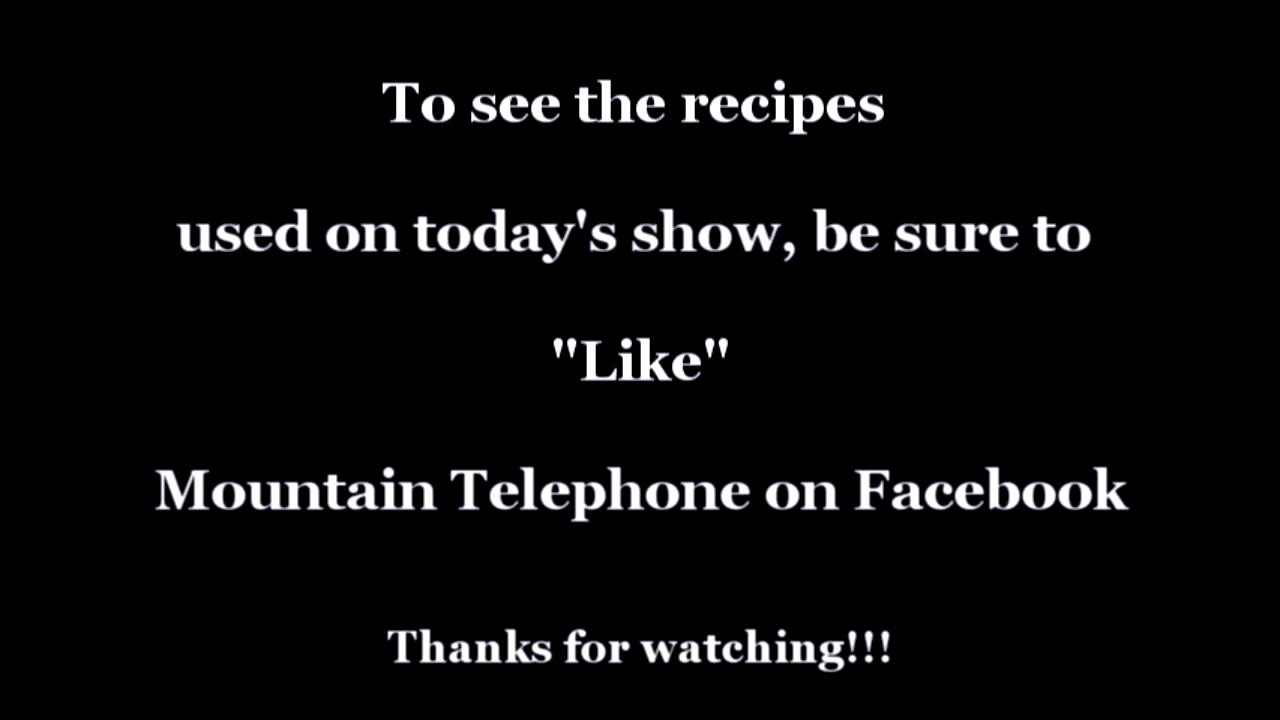 To see the recipes
used on today's show, be sure to
"Like"
Mountain Telephone on Facebook
Thanks for watching!!!